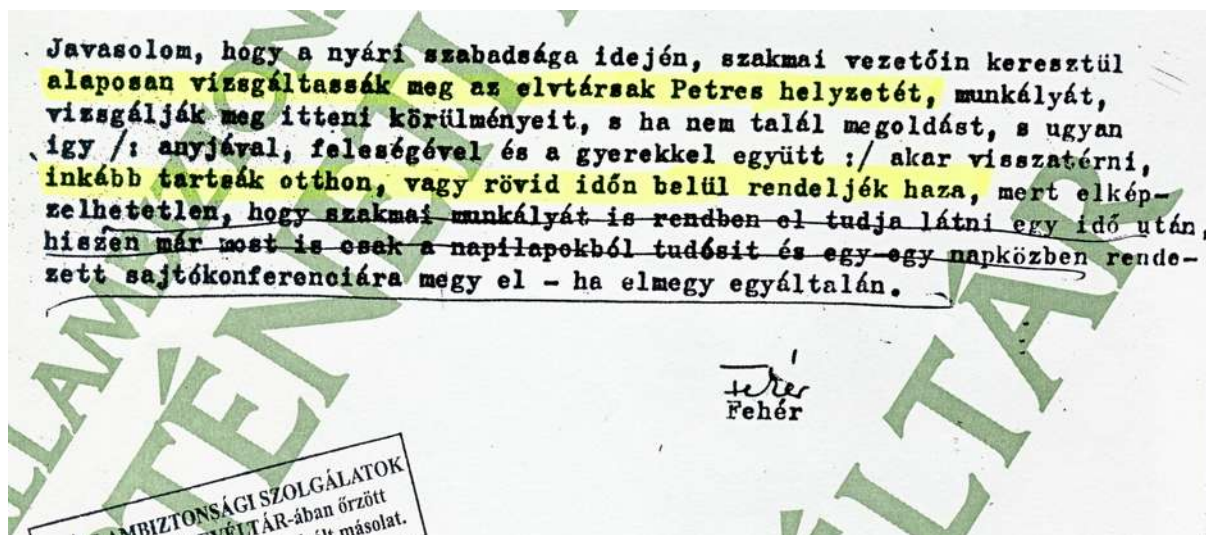 Javasolom, hogy a nyári szabadsága idején, szakmai vezetőin keresztül
alaposan vizsgáltassák meg az elvtársak Petres helyzetét, munkályát,
vizsgálják meg itteni körülményeit, s ha nem talál megoldást, s ugyan
így /: anyjával, feleségével és a gyerekkel együtt :/ akar visszatérni,
inkább tartsák otthon, vagy rövid időn belül rendeljék haza, mert elkép-
zelhetetlen, hogy szakmai munkályát is rendben el tudja látni egy idő után,
hiszen már most is csak a napilapokból tudósit és egy-egy napközben rende-
zett sajtókonferenciára megy el - ha elmegy egyáltalán.
Fehér
Fehér
ÁLLAMBIZTONSÁGI SZOLGÁLATOK
LEVÉLTÁR-ában őrzött
másolat.